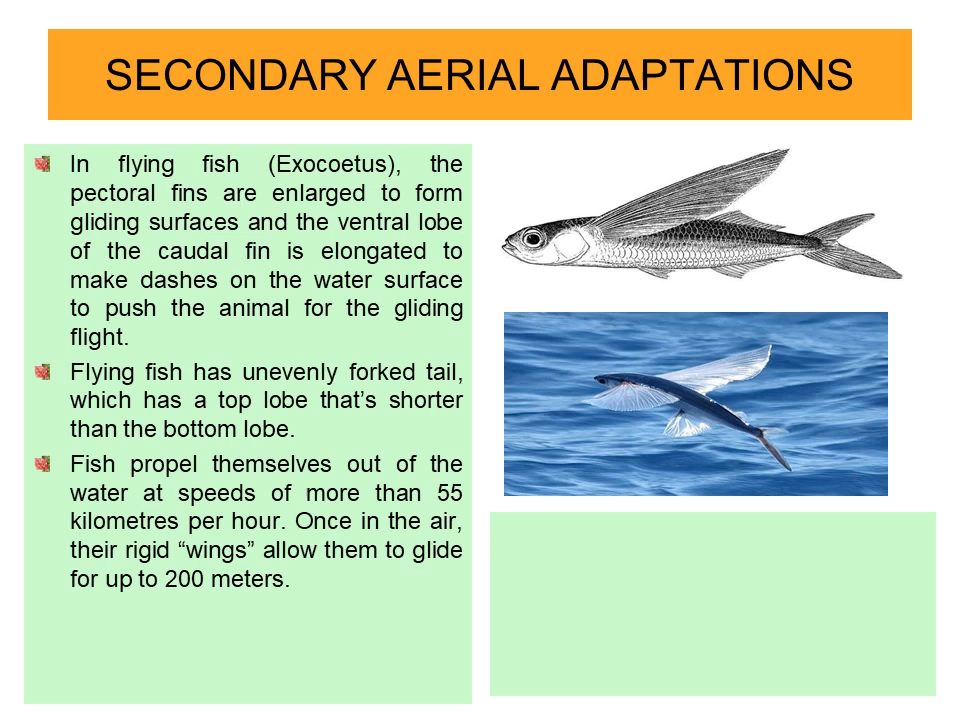 SECONDARY AERIAL ADAPTATIONS
In flying fish (Exocoetus), the
pectoral fins are enlarged to form
gliding surfaces and the ventral lobe
of the caudal fin is elongated to
make dashes on the water surface
to push the animal for the gliding
flight.
Flying fish has unevenly forked tail,
which has a top lobe that’s shorter
than the bottom lobe.
Fish propel themselves out of the
water at speeds of more than 55
kilometres per hour. Once in the air,
their rigid “wings” allow them to glide
for up to 200 meters.